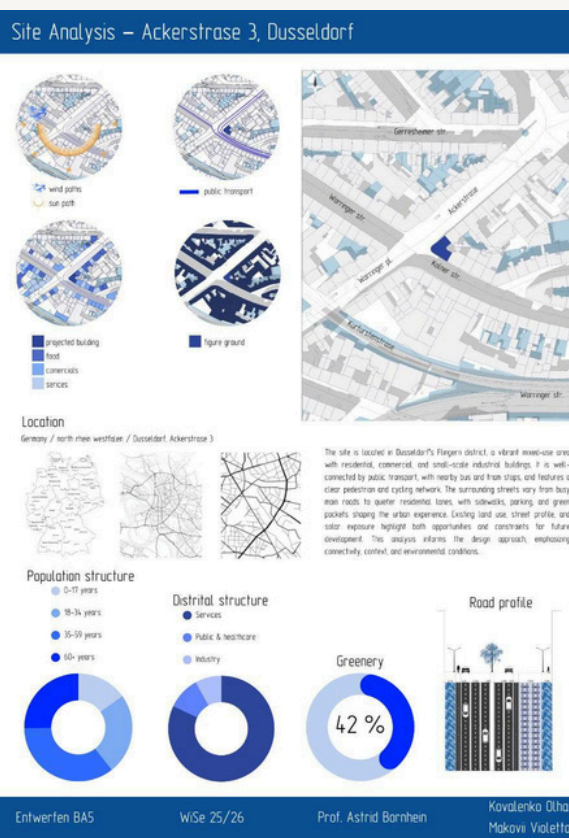 Site Analysis – Ackerstrase 3, Dusseldorf
wind paths
sun path
public transport
projected building
food
comercials
serices
figure ground
Gerresheimer str.
Warringer str.
Ackerstrase
Warringer pl.
Kolner str.
Kurfurstenstrase
Warringer str.
Location
Germany / north rhein westfalen / Dusseldorf, Ackerstrase 3
The site is located in Dusseldorf's Flingern district, a vibrant mixed-use area
with residential, commercial, and small-scale industrial buildings. It is well-
connected by public transport, with nearby bus and tram stops, and features a
clear pedestrian and cycling network. The surrounding streets vary from busy
main roads to quieter residential lanes, with sidewalks, parking, and green
pockets shaping the urban experience. Existing land use, street profile, and
solar exposure highlight both opportunities and constraints for future
development. This analysis informs the design approach, emphasizing
connectivity, context, and environmental conditions.
Population structure
0-17 years
18-34 years
35-59 years
60+ years
Distrital structure
Services
Public & healthcare
Industry
Greenery
42 %
Road profile
Entwerfen BA5
WiSe 25/26
Prof. Astrid Bornhein
Kovalenko Olha
Makovii Violetta